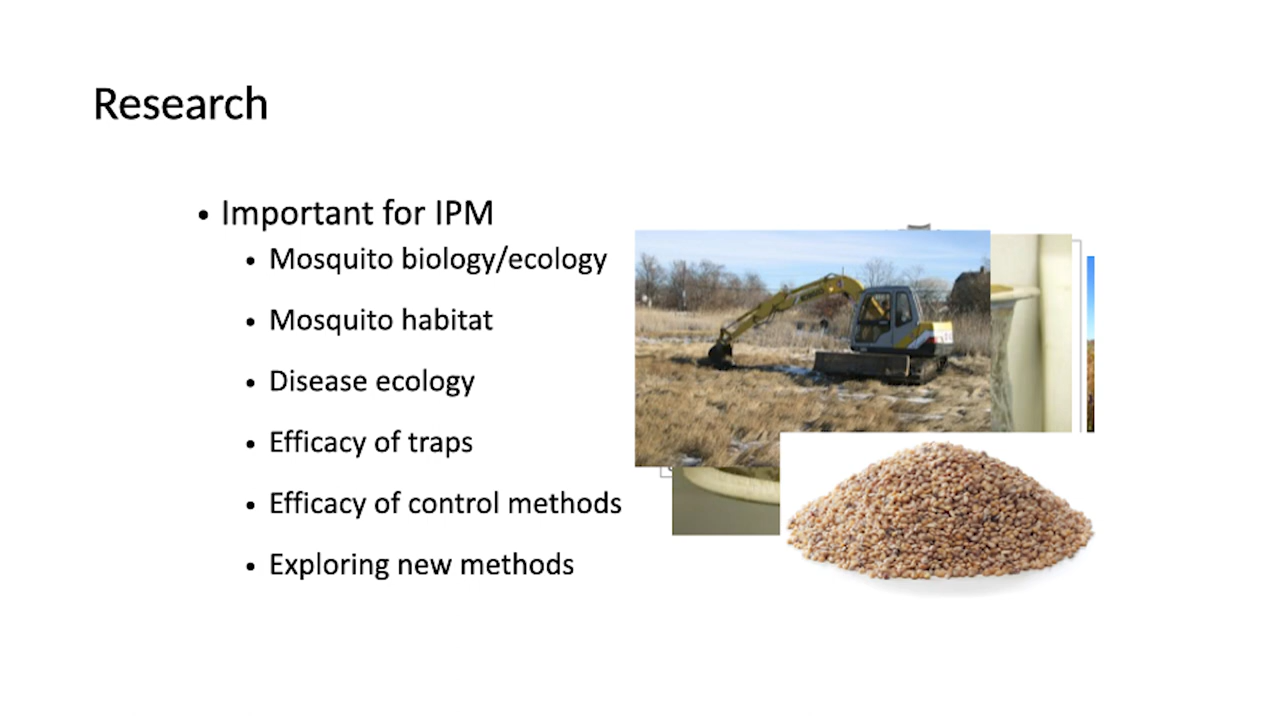 Research
• Important for IPM
• Mosquito biology/ecology
• Mosquito habitat
• Disease ecology
• Efficacy of traps
• Efficacy of control methods
• Exploring new methods